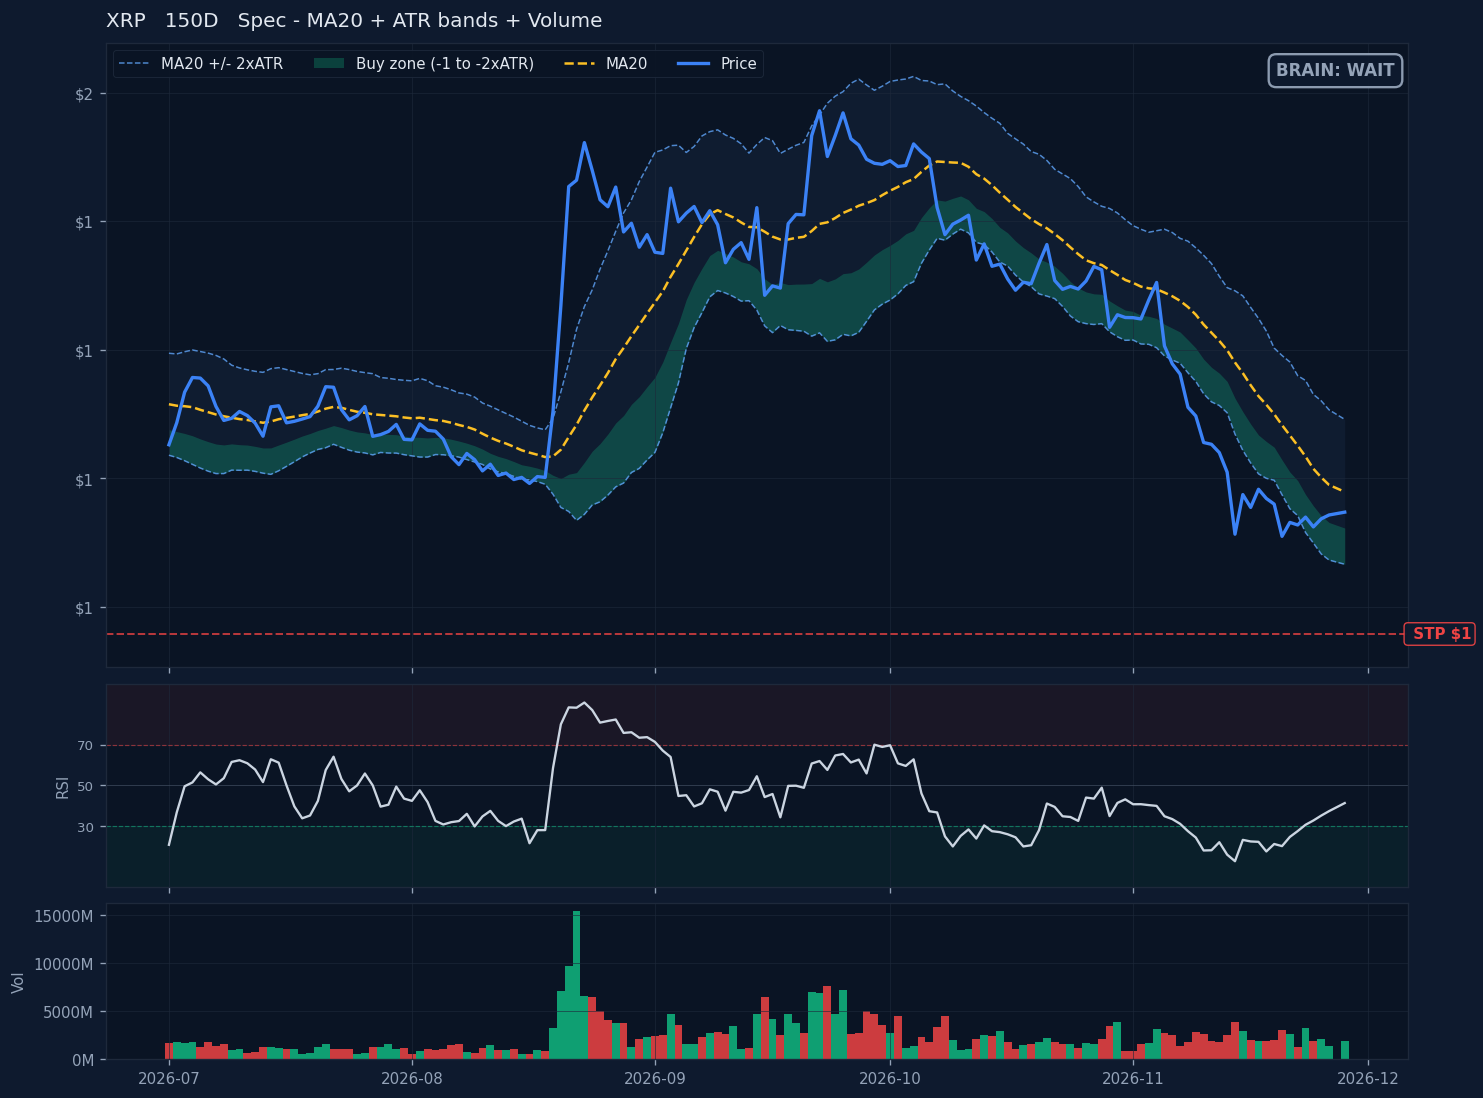 XRP   150D   Spec - MA20 + ATR bands + Volume
MA20 +/- 2xATR
Buy zone (-1 to -2xATR)
MA20
Price
BRAIN: WAIT
$2
$1
$1
$1
$1
STP $1
RSI
70
50
30
Vol
15000M
10000M
5000M
0M
2026-07
2026-08
2026-09
2026-10
2026-11
2026-12